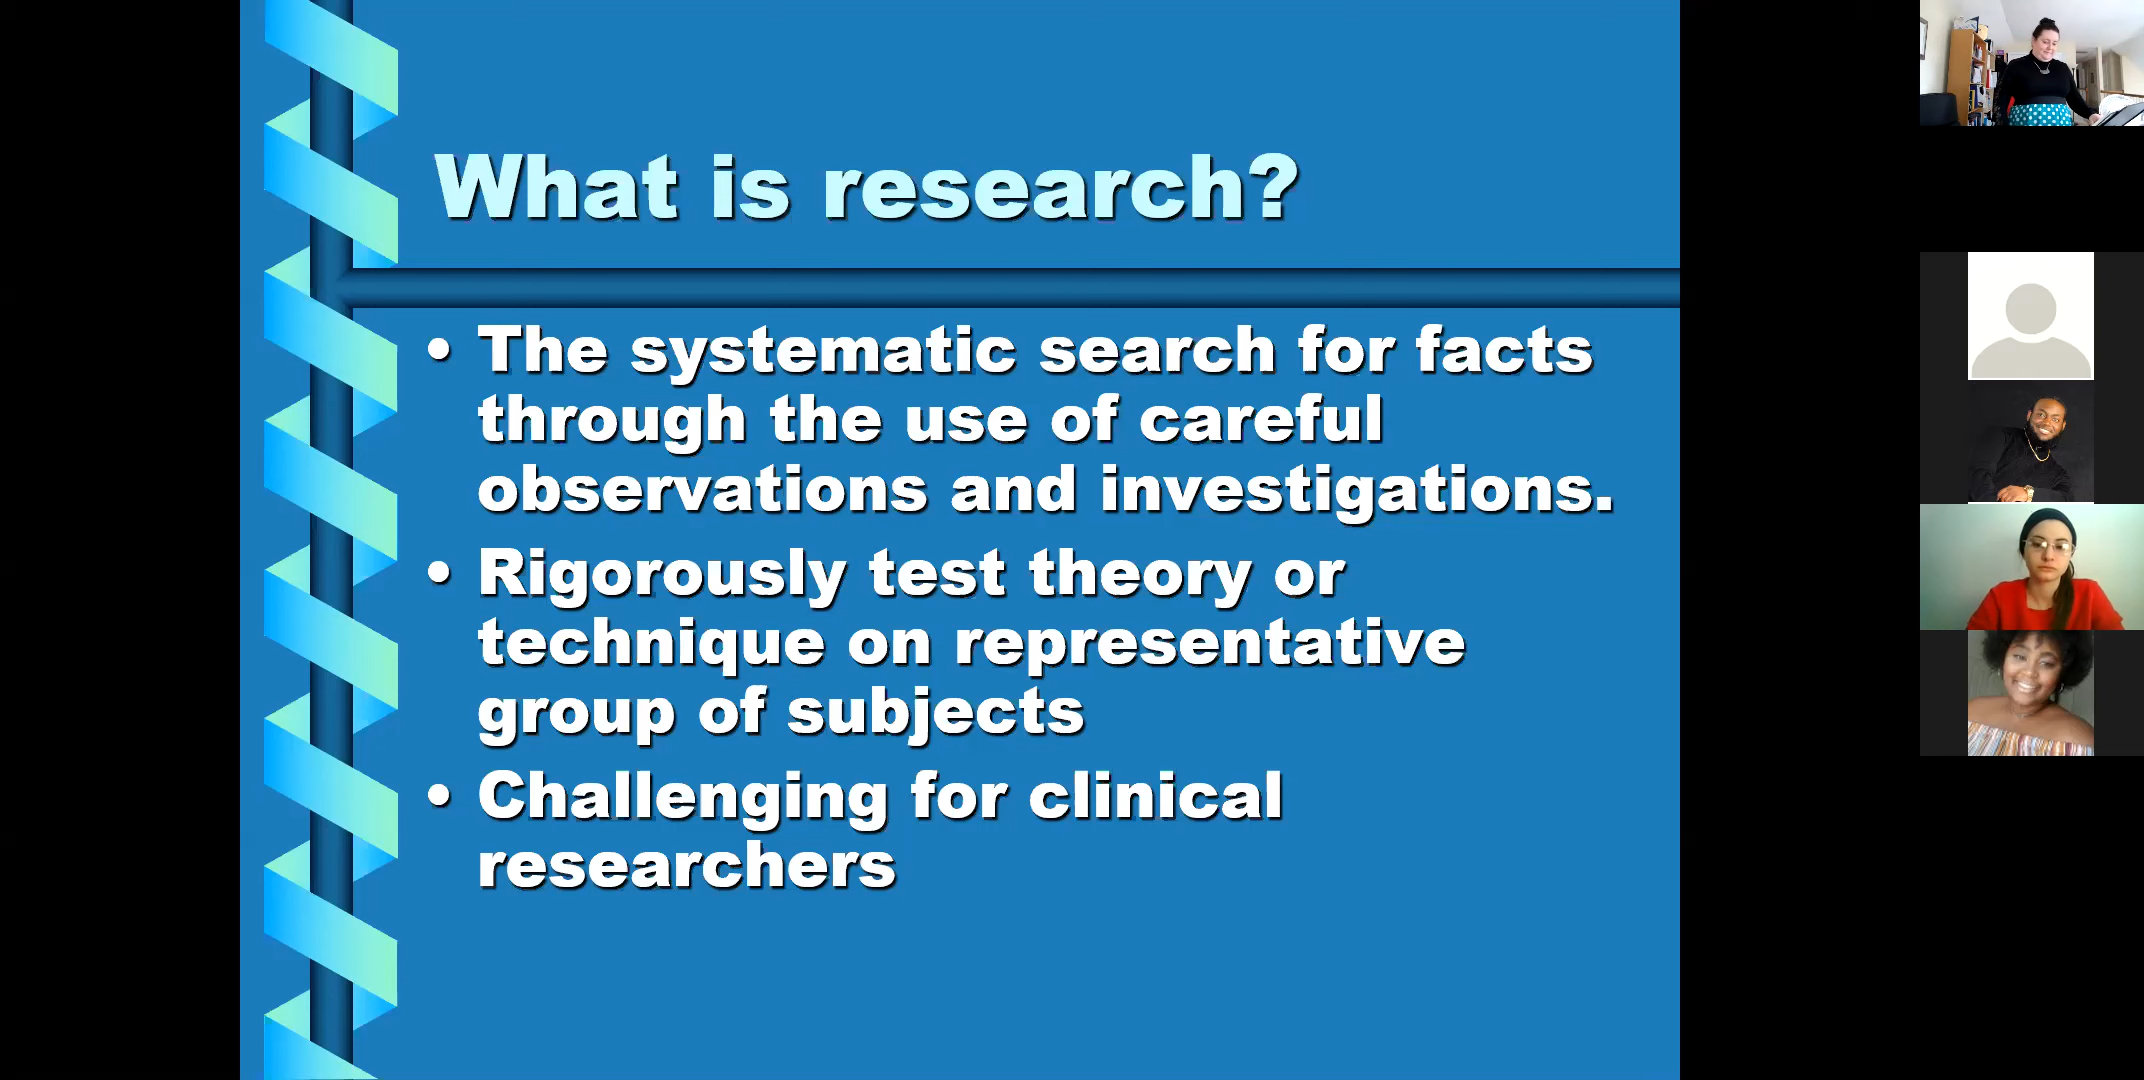 What is research?
• The systematic search for facts
through the use of careful
observations and investigations.
• Rigorously test theory or
technique on representative
group of subjects
• Challenging for clinical
researchers